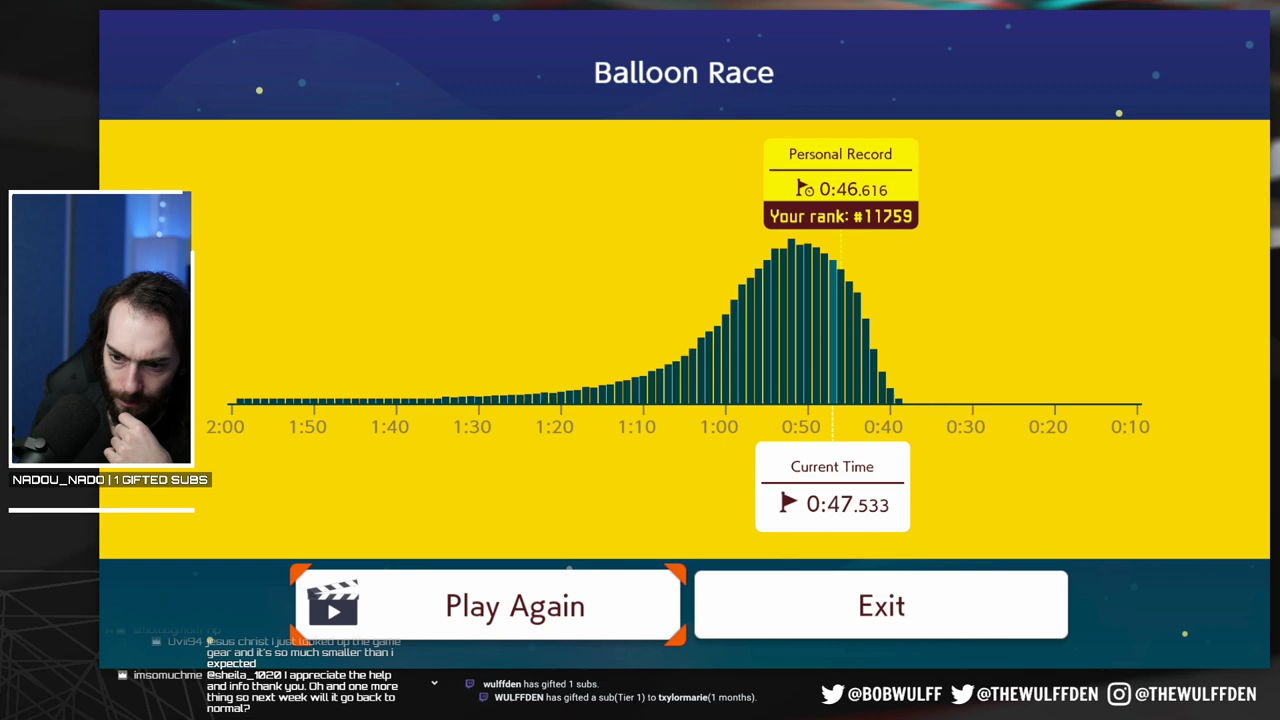 Balloon Race
Personal Record
0:46.616
Your rank: #11759
2:00 1:50 1:40 1:30 1:20 1:10 1:00 0:50 0:40 0:30 0:20 0:10
Current Time
0:47.533
Play Again
Exit
NADOU_NADO | 1 GIFTED SUBS
Uvii94 jesus christ I just looked up the game
gear and it's so much smaller than i
expected
imsomuchme @sheila_1020 I appreciate the help
and info thank you. Oh and one more
thing so next week will it go back to
normal?
wulffden has gifted 1 subs.
WULFFDEN has gifted a sub(Tier 1) to txylormarie(1 months).
@BOBWULFF @THEWULFFDEN @THEWULFFDEN